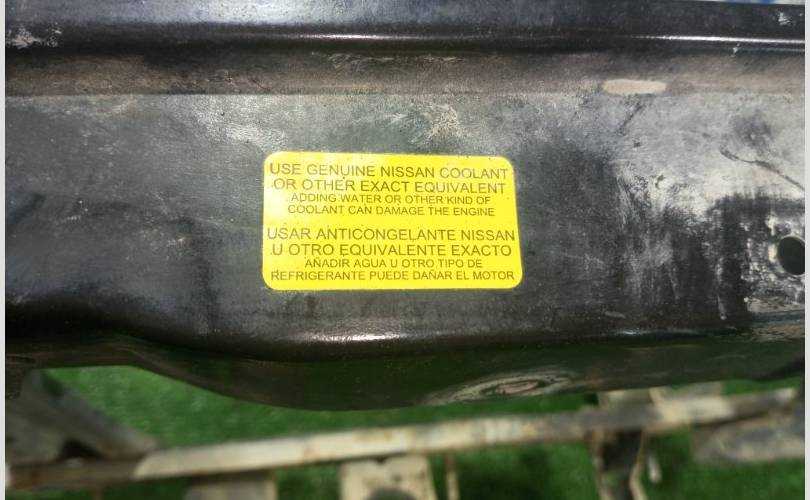 USE GENUINE NISSAN COOLANT
OR OTHER EXACT EQUIVALENT
ADDING WATER OR OTHER KIND OF
COOLANT CAN DAMAGE THE ENGINE
USAR ANTICONGELANTE NISSAN
U OTRO EQUIVALENTE EXACTO
AÑADIR AGUA U OTRO TIPO DE
REFRIGERANTE PUEDE DAÑAR EL MOTOR